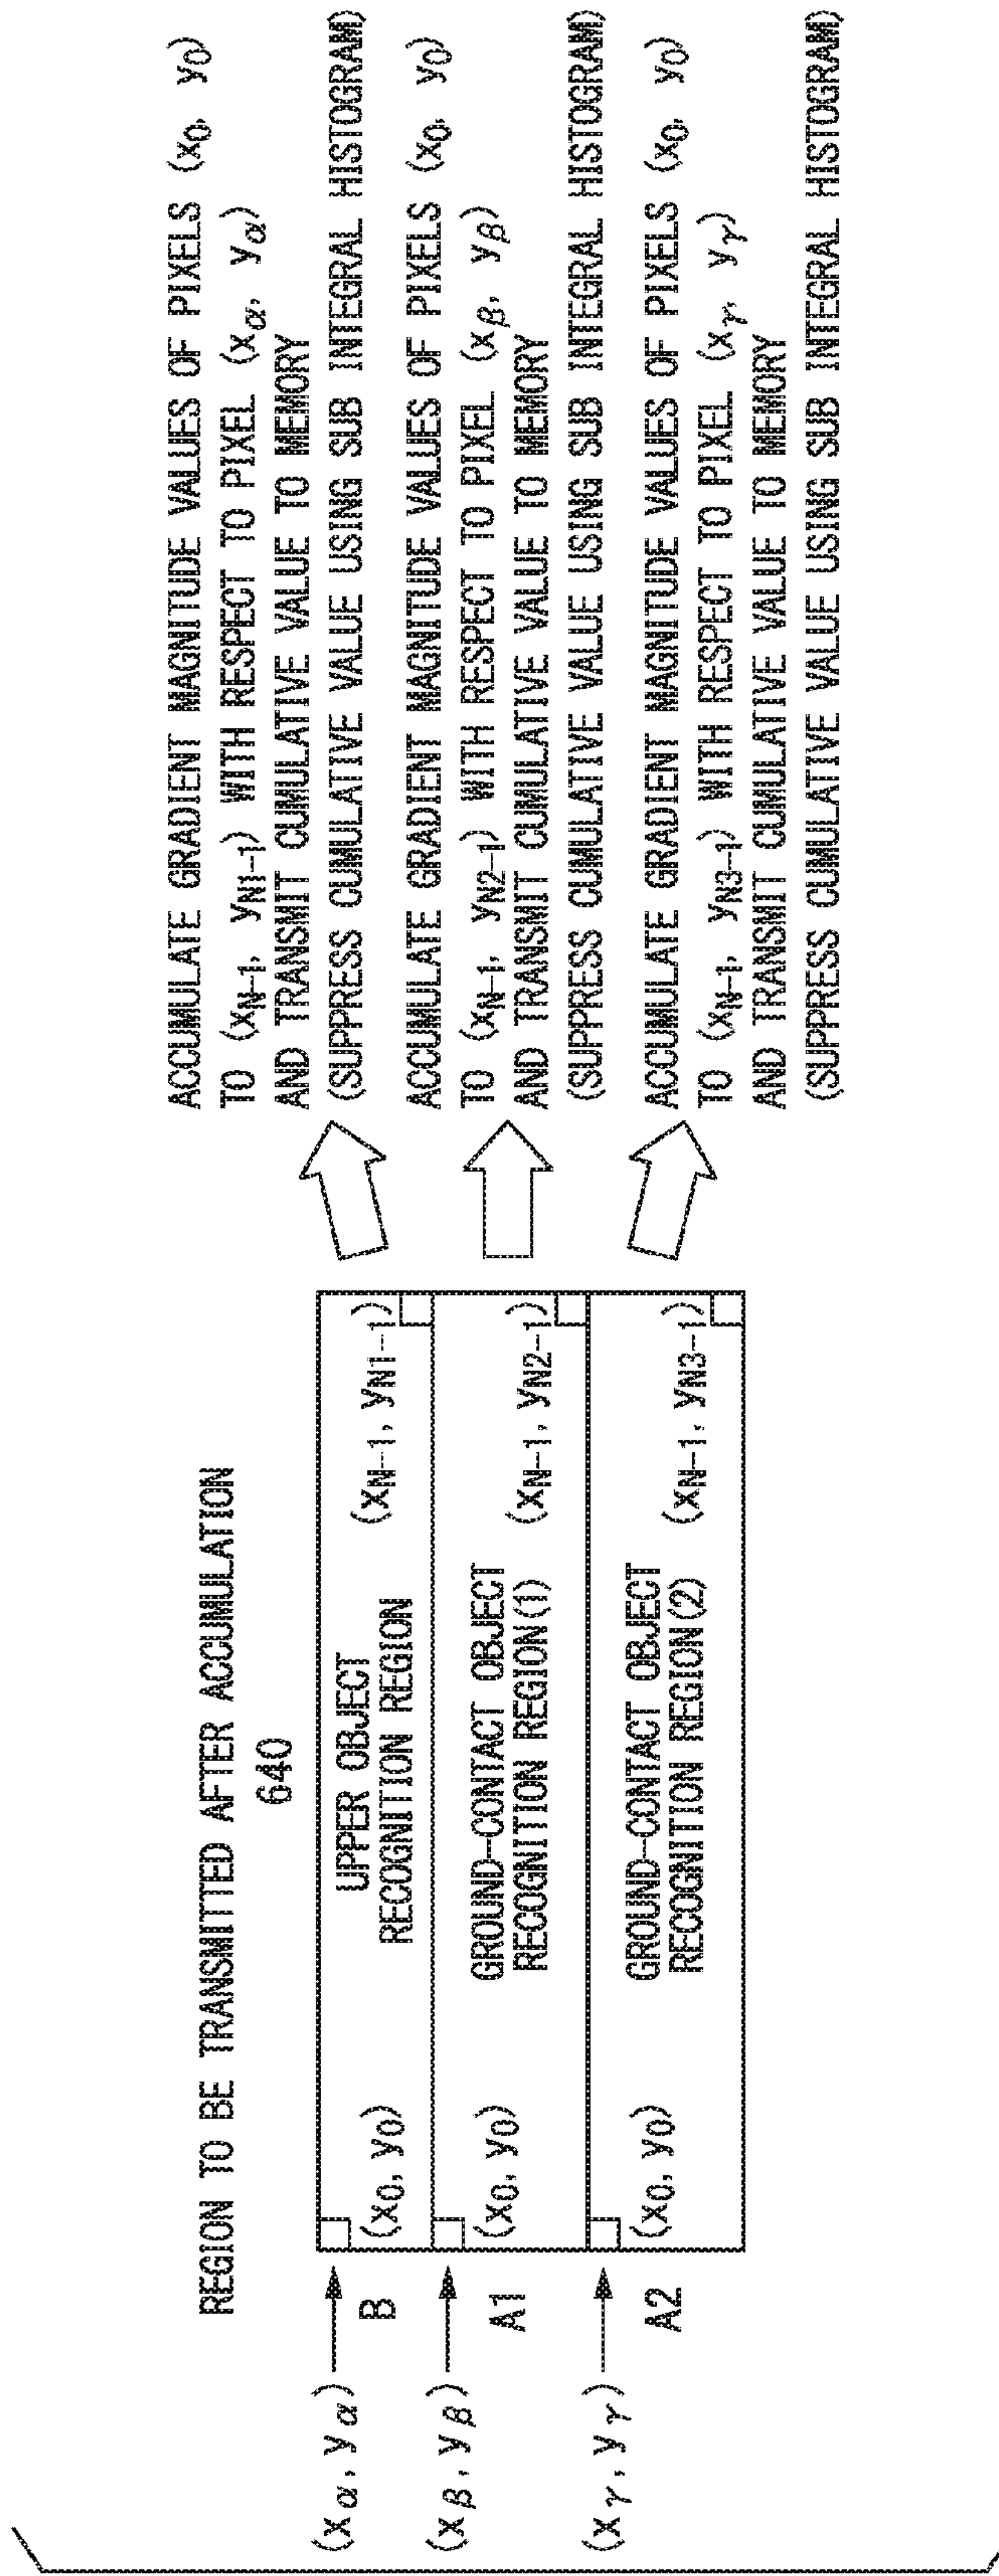 REGION TO BE TRANSMITTED AFTER ACCUMULATION
640
(xα, yα)
B
(x0, y0)
UPPER OBJECT
RECOGNITION REGION
(xN-1, yN1-1)
(xβ, yβ)
A1
(x0, y0)
GROUND-CONTACT OBJECT
RECOGNITION REGION(1)
(xN-1, yN2-1)
(xγ, yγ)
A2
(x0, y0)
GROUND-CONTACT OBJECT
RECOGNITION REGION(2)
(xN-1, yN3-1)
ACCUMULATE GRADIENT MAGNITUDE VALUES OF PIXELS (x0, y0)
TO (xN-1, yN1-1) WITH RESPECT TO PIXEL (xα, yα)
AND TRANSMIT CUMULATIVE VALUE TO MEMORY
(SUPPRESS CUMULATIVE VALUE USING SUB INTEGRAL HISTOGRAM)
ACCUMULATE GRADIENT MAGNITUDE VALUES OF PIXELS (x0, y0)
TO (xN-1, yN2-1) WITH RESPECT TO PIXEL (xβ, yβ)
AND TRANSMIT CUMULATIVE VALUE TO MEMORY
(SUPPRESS CUMULATIVE VALUE USING SUB INTEGRAL HISTOGRAM)
ACCUMULATE GRADIENT MAGNITUDE VALUES OF PIXELS (x0, y0)
TO (xN-1, yN3-1) WITH RESPECT TO PIXEL (xγ, yγ)
AND TRANSMIT CUMULATIVE VALUE TO MEMORY
(SUPPRESS CUMULATIVE VALUE USING SUB INTEGRAL HISTOGRAM)